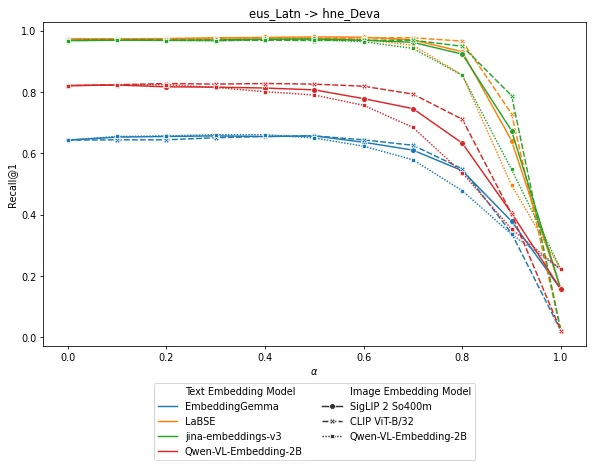 eus_Latn -> hne_Deva
1.0
0.8
0.6
0.4
0.2
0.0
Recall@1
0.0 0.2 0.4 0.6 0.8 1.0
α
Text Embedding Model Image Embedding Model
EmbeddingGemma SigLIP 2 So400m
LaBSE CLIP ViT-B/32
jina-embeddings-v3 Qwen-VL-Embedding-2B
Qwen-VL-Embedding-2B